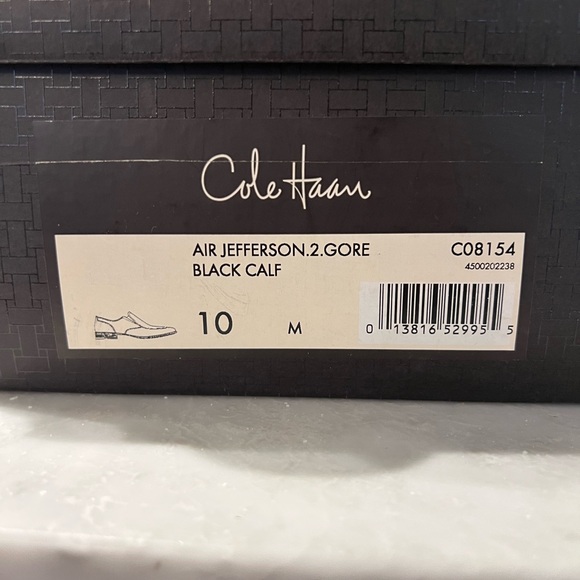 Cole Haan
AIR JEFFERSON.2.GORE
BLACK CALF
C08154
4500202238
10 M
0 13816 52995 5